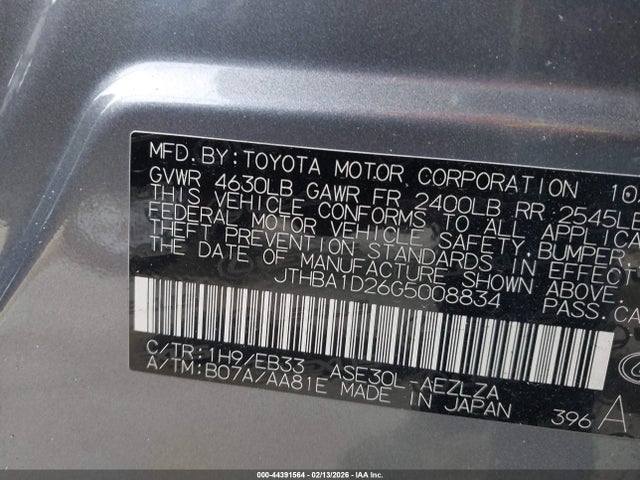 MFD. BY: TOYOTA MOTOR CORPORATION 10
GVWR 4630LB GAWR FR 2400LB RR 2545LB
THIS VEHICLE CONFORMS TO ALL APPLICA
FEDERAL MOTOR VEHICLE SAFETY, BUMPER,
THEFT PREVENTION STANDARDS IN EFFECT
THE DATE OF MANUFACTURE SHOWN ABOVE
JTHBA1D26G5008834 PASS. CA
C/TR: 1H9/EB33 ASE30L-AEZLZA
A/TM: B07A/AA81E MADE IN JAPAN 396 A
000-44391564 - 02/13/2026 - IAA Inc.